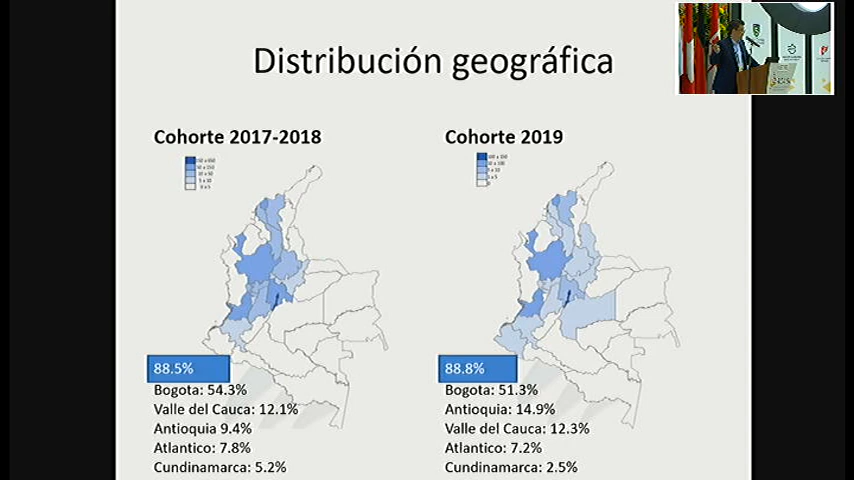 Distribución geográfica
Cohorte 2017-2018
Cohorte 2019
88.5%
Bogota: 54.3%
Valle del Cauca: 12.1%
Antioquia 9.4%
Atlantico: 7.8%
Cundinamarca: 5.2%
88.8%
Bogota: 51.3%
Antioquia: 14.9%
Valle del Cauca: 12.3%
Atlantico: 7.2%
Cundinamarca: 2.5%